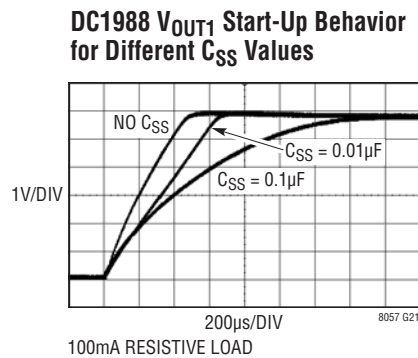 DC1988 VOUT1 Start-Up Behavior
for Different CSS Values
NO CSS
CSS = 0.01µF
CSS = 0.1µF
1V/DIV
200µs/DIV
8057 G21
100mA RESISTIVE LOAD